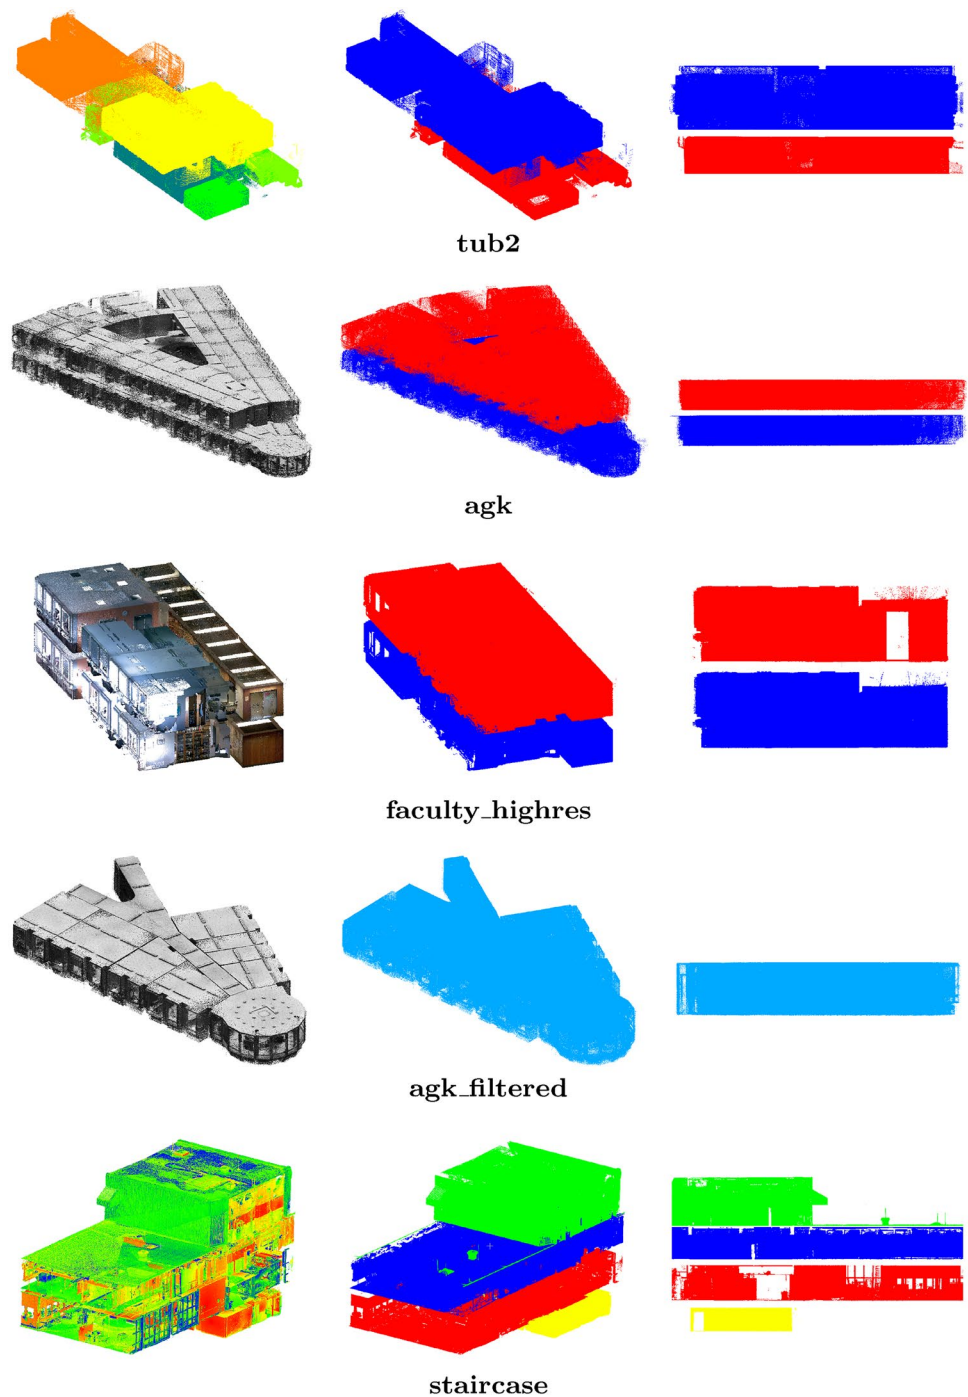 tub2
agk
faculty_highres
agk_filtered
staircase